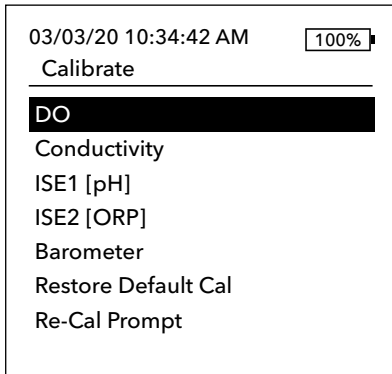 03/03/20 10:34:42 AM 100%
Calibrate
DO
Conductivity
ISE1 [pH]
ISE2 [ORP]
Barometer
Restore Default Cal
Re-Cal Prompt